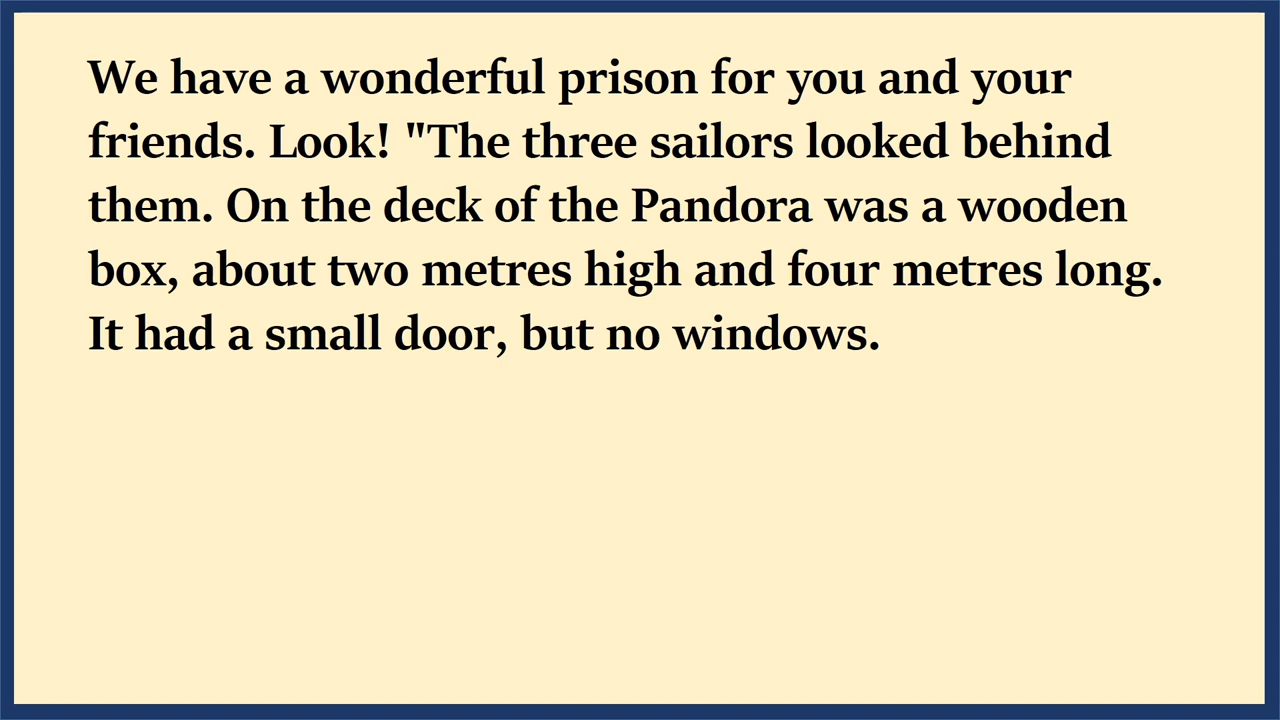 We have a wonderful prison for you and your
friends. Look! "The three sailors looked behind
them. On the deck of the Pandora was a wooden
box, about two metres high and four metres long.
It had a small door, but no windows.